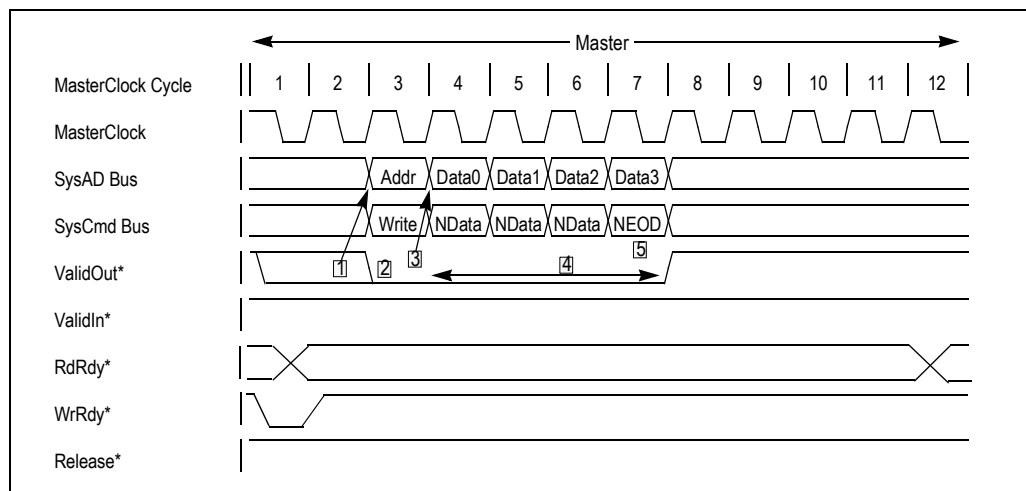 Master
MasterClock Cycle 1 2 3 4 5 6 7 8 9 10 11 12
MasterClock
SysAD Bus Addr Data0 Data1 Data2 Data3
SysCmd Bus Write NData NData NData NEOD
ValidOut* 1 2 3 4 5
ValidIn*
RdRdy*
WrRdy*
Release*